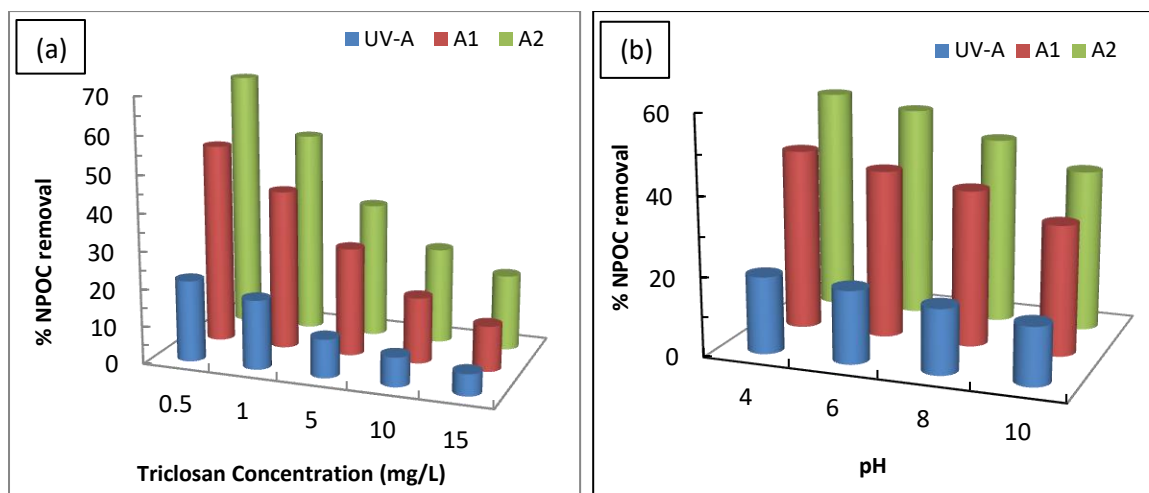 (a)
UV-A A1 A2
70
60
50
40
30
20
10
0
% NPOC removal
0.5
1
5
10
15
Triclosan Concentration (mg/L)
(b)
UV-A A1 A2
60
40
20
0
% NPOC removal
4
6
8
10
pH